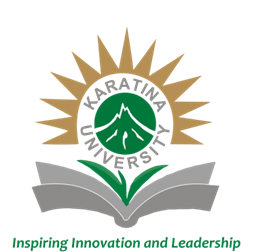 KARATINA
UNIVERSITY
Inspiring Innovation and Leadership